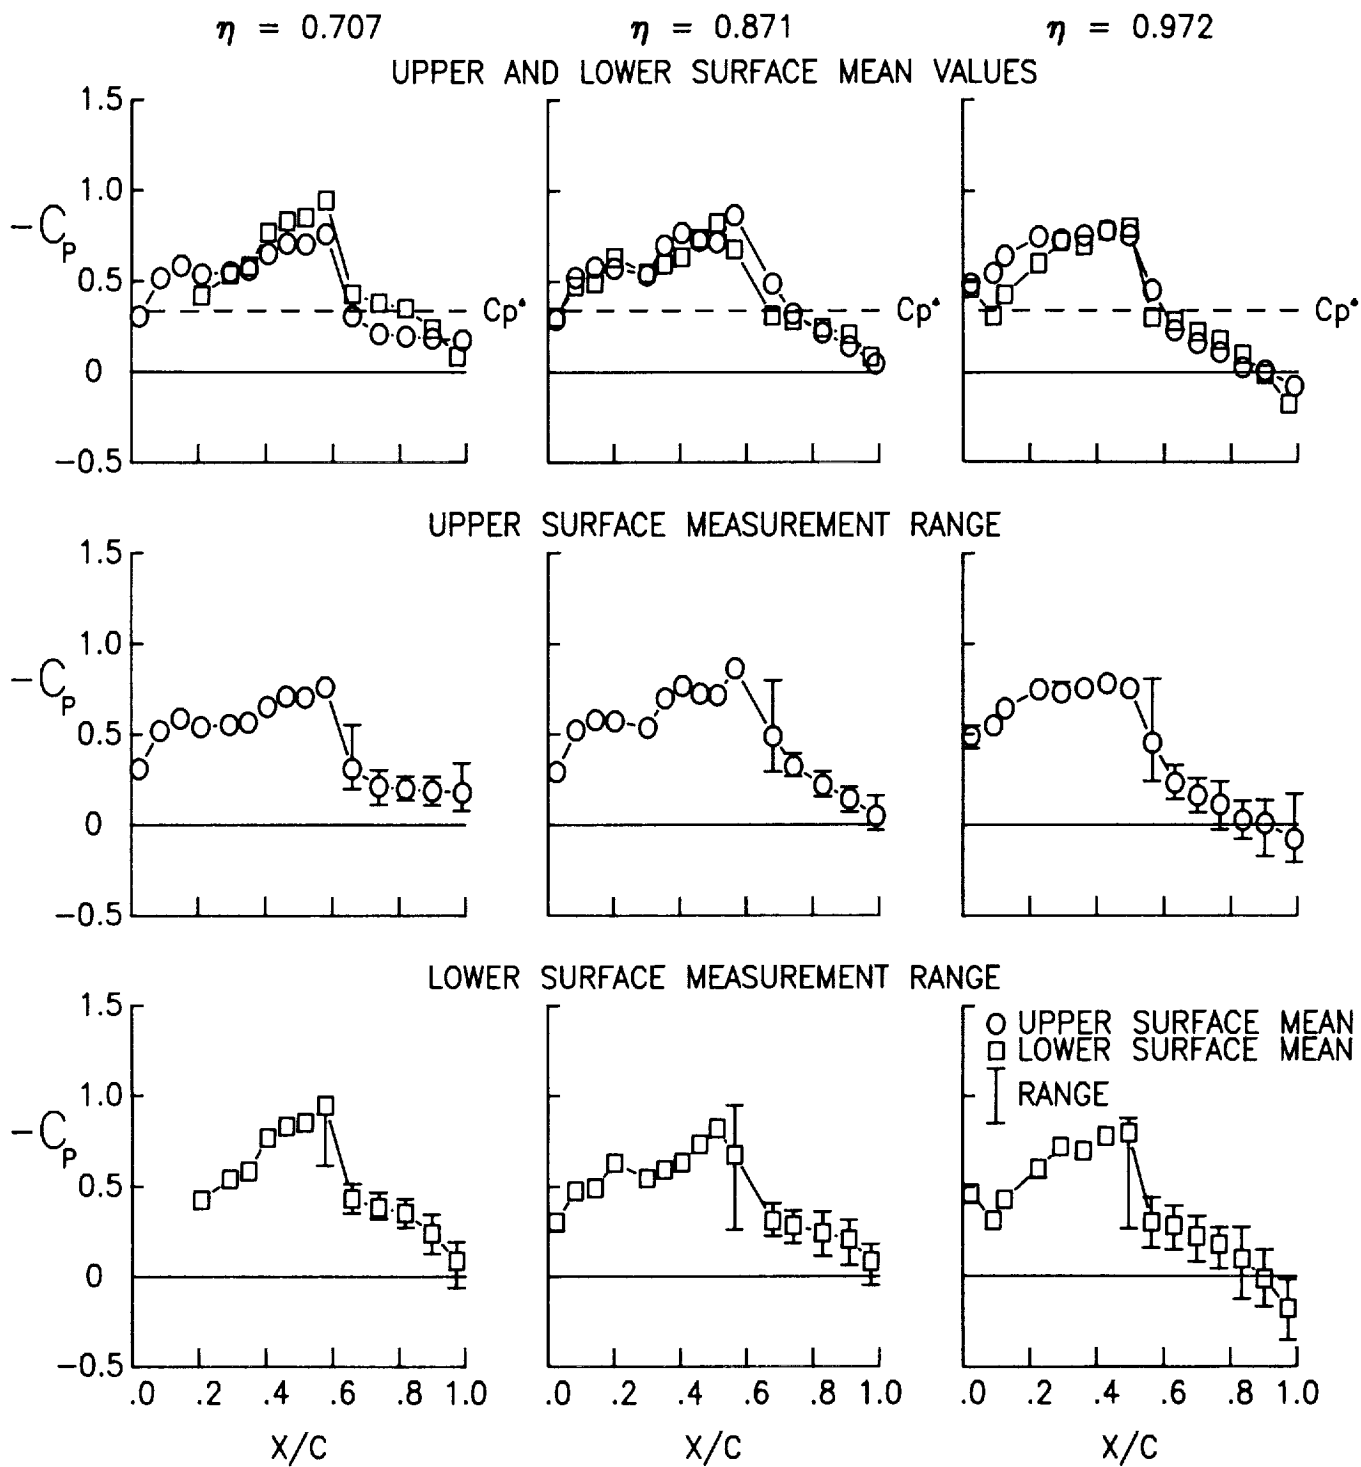 η = 0.707 η = 0.871 η = 0.972
UPPER AND LOWER SURFACE MEAN VALUES
1.5
1.0
-Cp
0.5
Cp* Cp* Cp*
0
-0.5
UPPER SURFACE MEASUREMENT RANGE
1.5
1.0
-Cp
0.5
0
-0.5
LOWER SURFACE MEASUREMENT RANGE
1.5
UPPER SURFACE MEAN
LOWER SURFACE MEAN
RANGE
1.0
-Cp
0.5
0
-0.5
.0 .2 .4 .6 .8 1.0 .0 .2 .4 .6 .8 1.0 .0 .2 .4 .6 .8 1.0
X/C X/C X/C